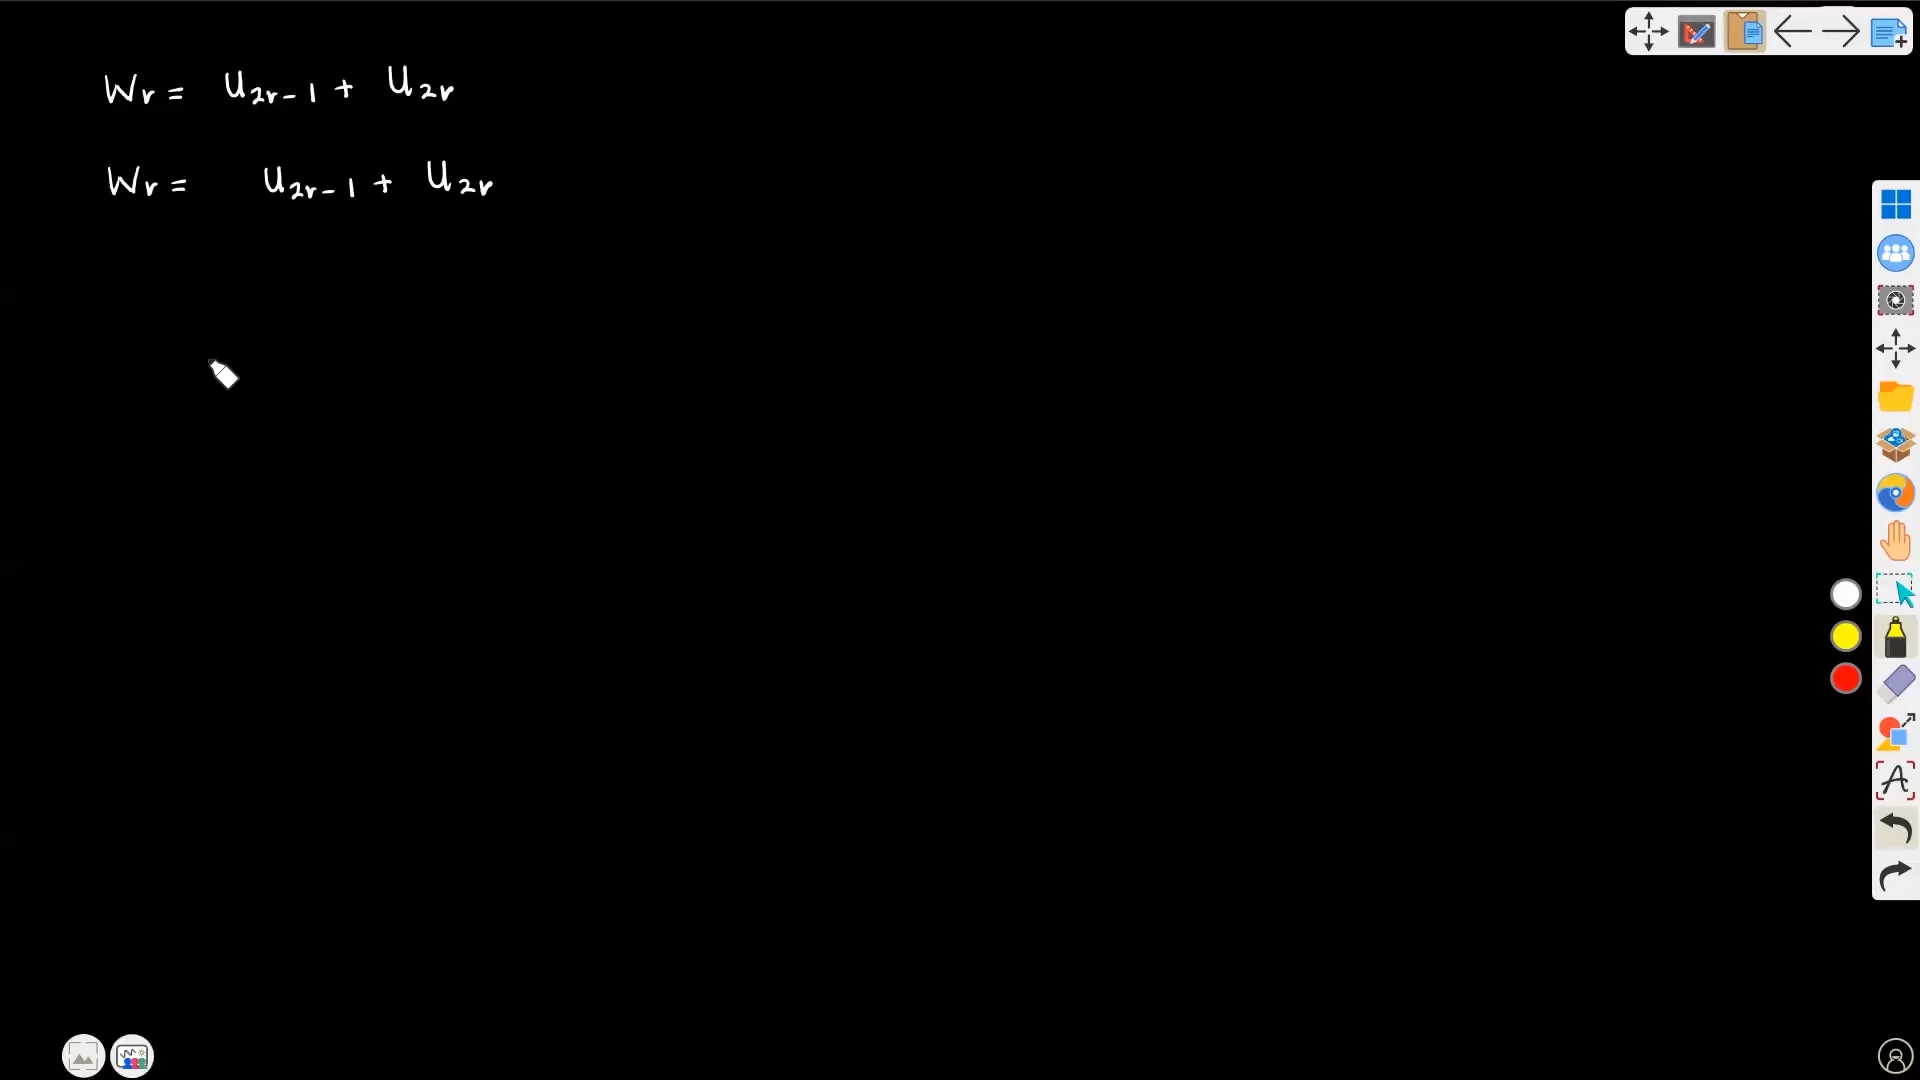 Wr = U2r-1 + U2r
Wr = U2r-1 + U2r